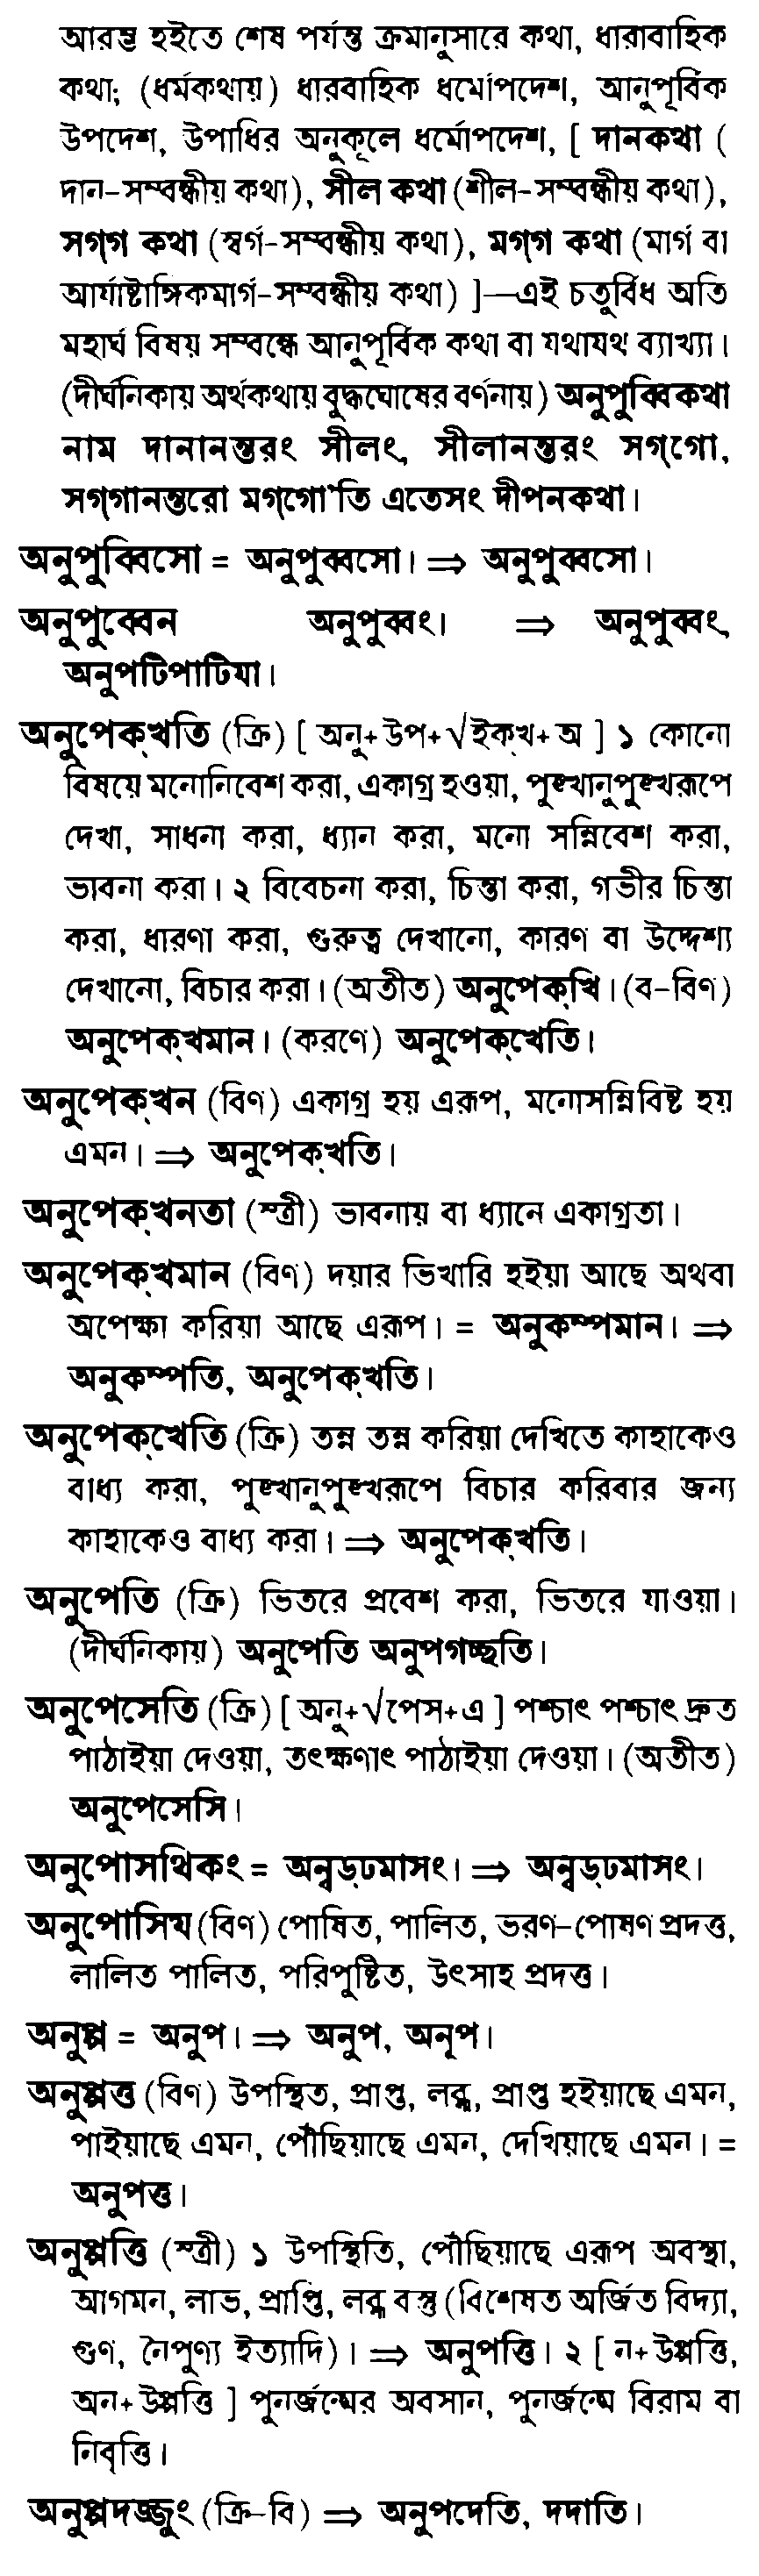 আরম্ভ হইতে শেষ পর্যন্ত ক্রমানুসারে কথা, ধারাবাহিক
কথা; (ধর্মকথায়) ধারবাহিক ধর্মোপদেশ, আনুপূর্বিক
উপদেশ, উপাধির অনুকূলে ধর্মোপদেশ, [ দানকথা (
দান-সম্বন্ধীয় কথা), সীল কথা (শীল-সম্বন্ধীয় কথা),
সগ্‌গ কথা (স্বর্গ-সম্বন্ধীয় কথা), মগ্‌গ কথা (মার্গ বা
আর্যাষ্টাঙ্গিকমার্গ-সম্বন্ধীয় কথা) ]—এই চতুর্বিধ অতি
মহার্ঘ বিষয় সম্বন্ধে আনুপূর্বিক কথা বা যথাযথ ব্যাখ্যা।
(দীর্ঘনিকায় অর্থকথায় বুদ্ধঘোষের বর্ণনায়) অনুপুব্বিকথা
নাম দানানন্তরং সীলং, সীলানন্তরং সগ্‌গো,
সগ্‌গানন্তরো মগ্‌গো'তি এতেসং দীপনকথা।
অনুপুব্বিসো = অনুপুব্বসো। ⇒ অনুপুব্বসো।
অনুপুব্বেন অনুপুব্বং। ⇒ অনুপুব্বং,
অনুপটিপাটিযা।
অনুপেক্‌খতি (ক্রি) [ অনু+উপ+√ইক্‌খ+অ ] ১ কোনো
বিষয়ে মনোনিবেশ করা, একাগ্র হওয়া, পুঙ্খানুপুঙ্খরূপে
দেখা, সাধনা করা, ধ্যান করা, মনো সন্নিবেশ করা,
ভাবনা করা। ২ বিবেচনা করা, চিন্তা করা, গভীর চিন্তা
করা, ধারণা করা, গুরুত্ব দেখানো, কারণ বা উদ্দেশ্য
দেখানো, বিচার করা। (অতীত) অনুপেক্‌খি। (ব-বিণ)
অনুপেক্‌খমান। (করণে) অনুপেক্‌খেতি।
অনুপেক্‌খন (বিণ) একাগ্র হয় এরূপ, মনোসন্নিবিষ্ট হয়
এমন। ⇒ অনুপেক্‌খতি।
অনুপেক্‌খনতা (স্ত্রী) ভাবনায় বা ধ্যানে একাগ্রতা।
অনুপেক্‌খমান (বিণ) দয়ার ভিখারি হইয়া আছে অথবা
অপেক্ষা করিয়া আছে এরূপ। = অনুকম্পমান। ⇒
অনুকম্পতি, অনুপেক্‌খতি।
অনুপেক্‌খেতি (ক্রি) তন্ন তন্ন করিয়া দেখিতে কাহাকেও
বাধ্য করা, পুঙ্খানুপুঙ্খরূপে বিচার করিবার জন্য
কাহাকেও বাধ্য করা। ⇒ অনুপেক্‌খতি।
অনুপেতি (ক্রি) ভিতরে প্রবেশ করা, ভিতরে যাওয়া।
(দীর্ঘনিকায়) অনুপেতি অনুপগচ্ছতি।
অনুপেসেতি (ক্রি) [ অনু+√পেস+এ ] পশ্চাৎ পশ্চাৎ দ্রুত
পাঠাইয়া দেওয়া, তৎক্ষণাৎ পাঠাইয়া দেওয়া। (অতীত)
অনুপেসেসি।
অনুপোসথিকং = অন্বড্‌ঢমাসং। ⇒ অন্বড্‌ঢমাসং।
অনুপোসিয (বিণ) পোষিত, পালিত, ভরণ-পোষণ প্রদত্ত,
লালিত পালিত, পরিপুষ্টিত, উৎসাহ প্রদত্ত।
অনুপ্প = অনুপ। ⇒ অনুপ, অনূপ।
অনুপ্পত্ত (বিণ) উপস্থিত, প্রাপ্ত, লব্ধ, প্রাপ্ত হইয়াছে এমন,
পাইয়াছে এমন, পৌঁছিয়াছে এমন, দেখিয়াছে এমন। =
অনুপত্ত।
অনুপ্পত্তি (স্ত্রী) ১ উপস্থিতি, পৌঁছিয়াছে এরূপ অবস্থা,
আগমন, লাভ, প্রাপ্তি, লব্ধ বস্তু (বিশেষত অর্জিত বিদ্যা,
গুণ, নৈপুণ্য ইত্যাদি)। ⇒ অনুপত্তি। ২ [ ন+উপ্পত্তি,
অন+উপ্পত্তি ] পুনর্জন্মের অবসান, পুনর্জন্মে বিরাম বা
নিবৃত্তি।
অনুপ্পদজ্জুং (ক্রি-বি) ⇒ অনুপদেতি, দদাতি।